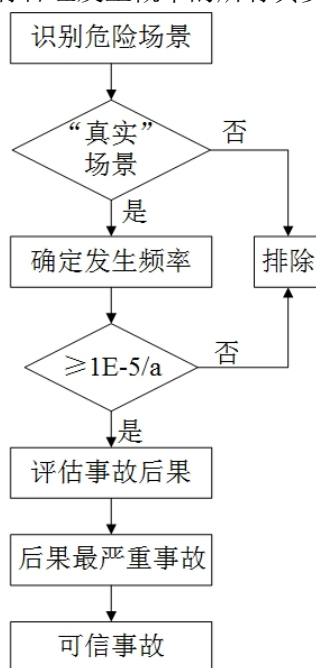 识别危险场景
“真实”
场景
否
是
确定发生频率
排除
≥1E-5/a
否
是
评估事故后果
后果最严重事故
可信事故